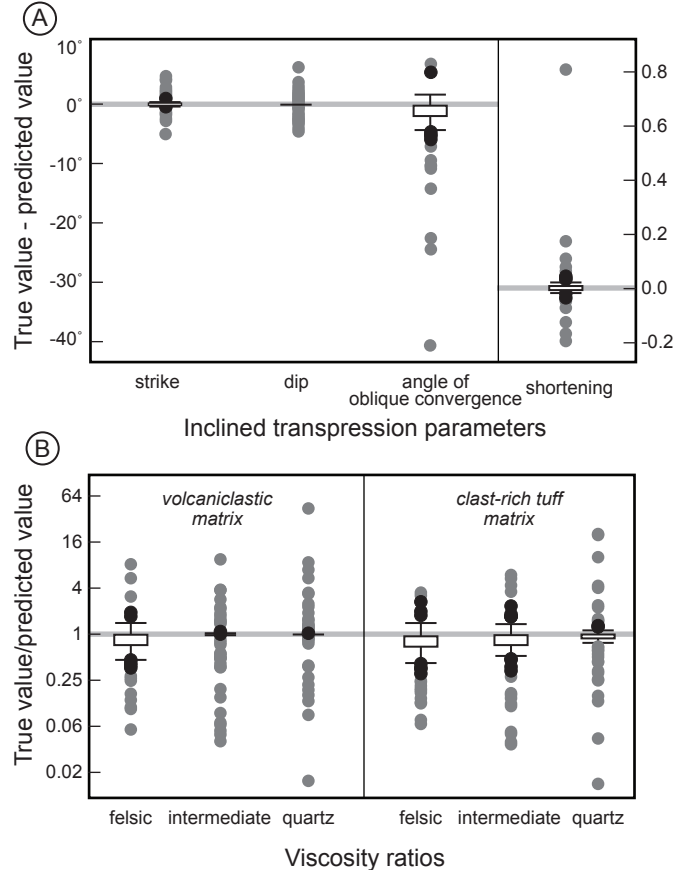 A
True value - predicted value
10°
0°
-10°
-20°
-30°
-40°
0.8
0.6
0.4
0.2
0.0
-0.2
strike
dip
angle of
oblique convergence
shortening
Inclined transpression parameters
B
True value/predicted value
64
16
4
1
0.25
0.06
0.02
volcaniclastic
matrix
clast-rich tuff
matrix
felsic
intermediate
quartz
felsic
intermediate
quartz
Viscosity ratios